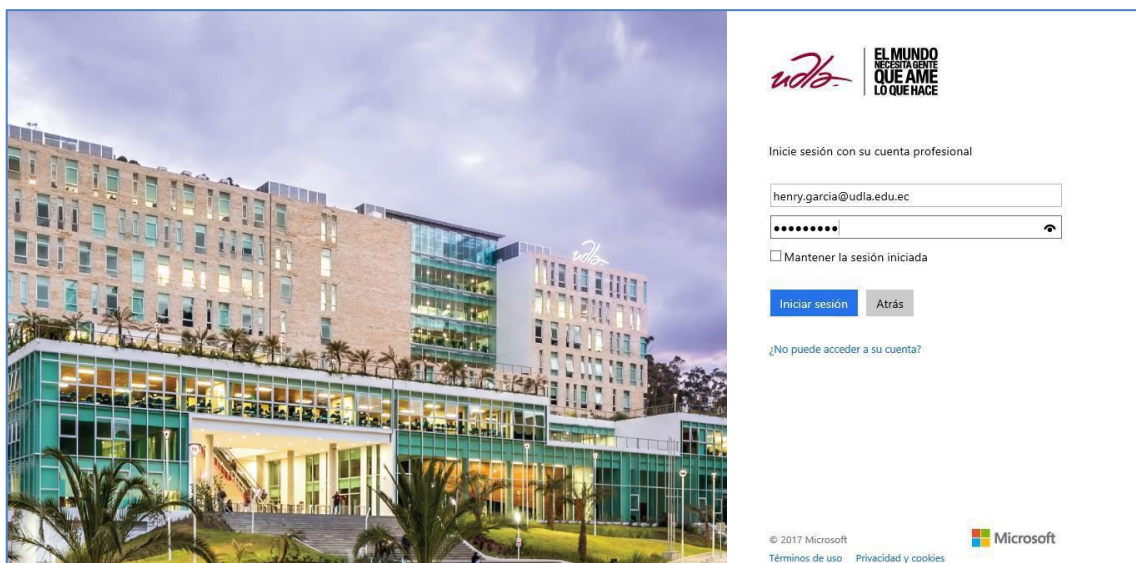 udla-
EL MUNDO
NECESITA GENTE
QUE AME
LO QUE HACE
Inicie sesión con su cuenta profesional
henry.garcia@udla.edu.ec
•••••••••
Mantener la sesión iniciada
Iniciar sesión
Atrás
¿No puede acceder a su cuenta?
udla-
© 2017 Microsoft
Microsoft
Términos de uso
Privacidad y cookies